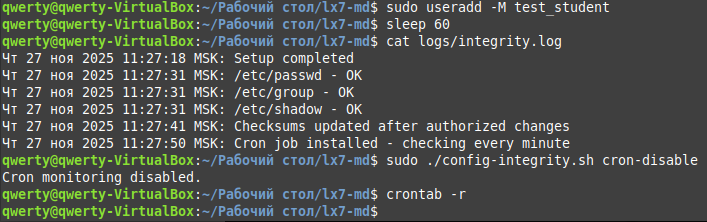 qwerty@qwerty-VirtualBox:~/Рабочий стол/lx7-md$ sudo useradd -M test_student
qwerty@qwerty-VirtualBox:~/Рабочий стол/lx7-md$ sleep 60
qwerty@qwerty-VirtualBox:~/Рабочий стол/lx7-md$ cat logs/integrity.log
Чт 27 ноя 2025 11:27:18 MSK: Setup completed
Чт 27 ноя 2025 11:27:31 MSK: /etc/passwd - OK
Чт 27 ноя 2025 11:27:31 MSK: /etc/group - OK
Чт 27 ноя 2025 11:27:31 MSK: /etc/shadow - OK
Чт 27 ноя 2025 11:27:41 MSK: Checksums updated after authorized changes
Чт 27 ноя 2025 11:27:50 MSK: Cron job installed - checking every minute
qwerty@qwerty-VirtualBox:~/Рабочий стол/lx7-md$ sudo ./config-integrity.sh cron-disable
Cron monitoring disabled.
qwerty@qwerty-VirtualBox:~/Рабочий стол/lx7-md$ crontab -r
qwerty@qwerty-VirtualBox:~/Рабочий стол/lx7-md$